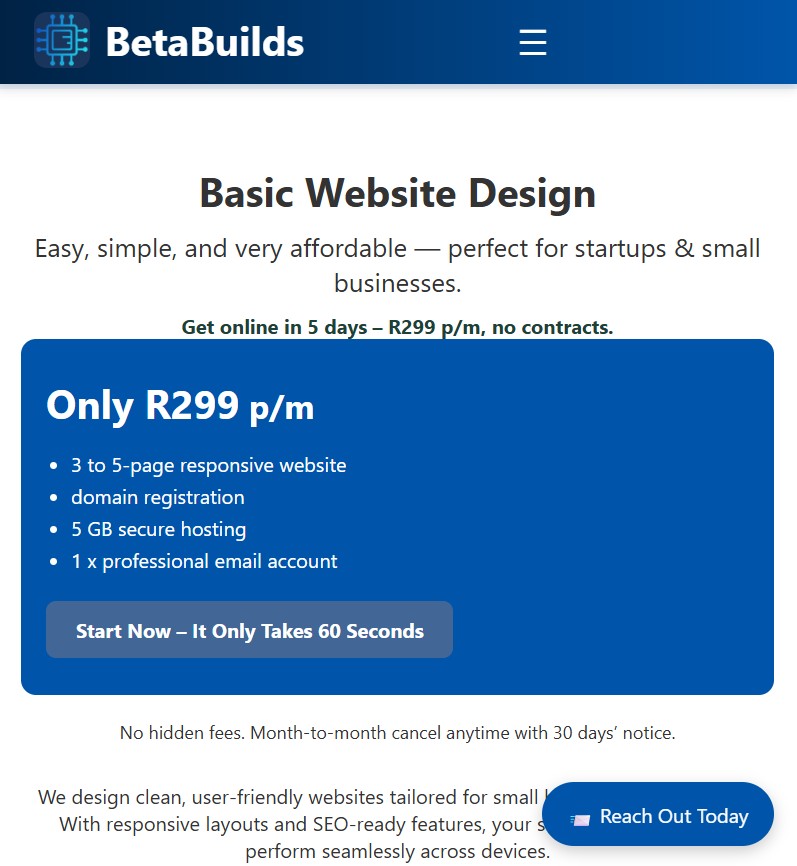 BetaBuilds
Basic Website Design
Easy, simple, and very affordable — perfect for startups & small
businesses.
Get online in 5 days – R299 p/m, no contracts.
Only R299 p/m
• 3 to 5-page responsive website
• domain registration
• 5 GB secure hosting
• 1 x professional email account
Start Now – It Only Takes 60 Seconds
No hidden fees. Month-to-month cancel anytime with 30 days’ notice.
We design clean, user-friendly websites tailored for small
With responsive layouts and SEO-ready features, your
perform seamlessly across devices.
Reach Out Today